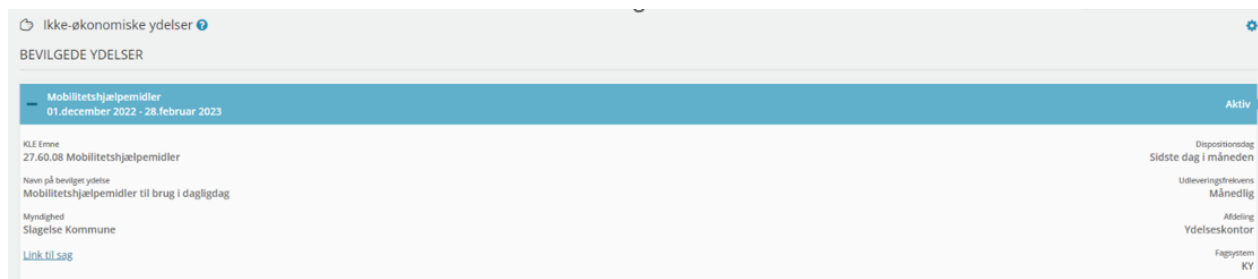 Ikke-økonomiske ydelser
BEVILGEDE YDELSER
Mobilitetshjælpemidler
01.december 2022 - 28.februar 2023
Aktiv
KLE Emne
27.60.08 Mobilitetshjælpemidler
Dispositionsdag
Sidste dag i måneden
Navn på bevilget ydelse
Mobilitetshjælpemidler til brug i dagligdag
Udleveringsfrekvens
Månedlig
Myndighed
Slagelse Kommune
Afdeling
Ydelseskontor
Link til sag
Fagsystem
KY